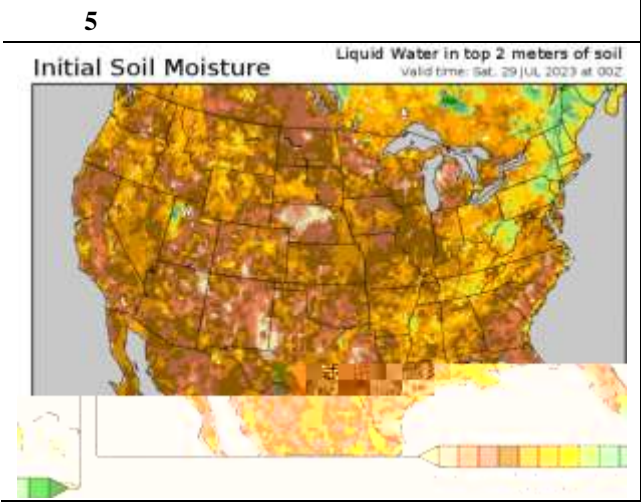 5
Initial Soil Moisture
Liquid Water in top 2 meters of soil
Valid time: Sat, 29 JUL 2023 at 00Z